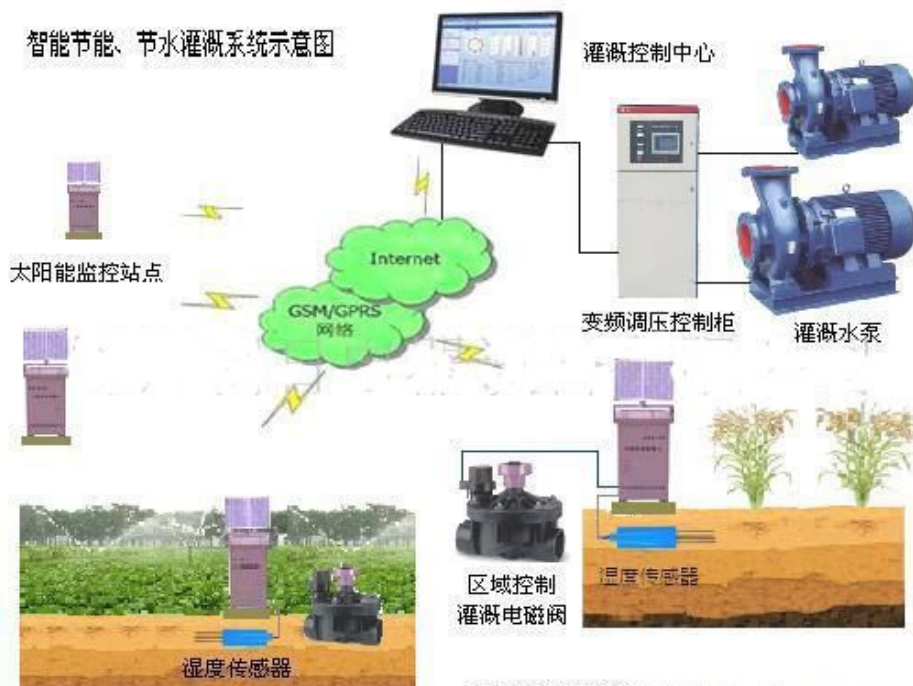 智能节能、节水灌溉系统示意图
灌溉控制中心
太阳能监控站点
Internet
GSM/GPRS
网络
变频调压控制柜
灌溉水泵
区域控制
灌溉电磁阀
湿度传感器
湿度传感器